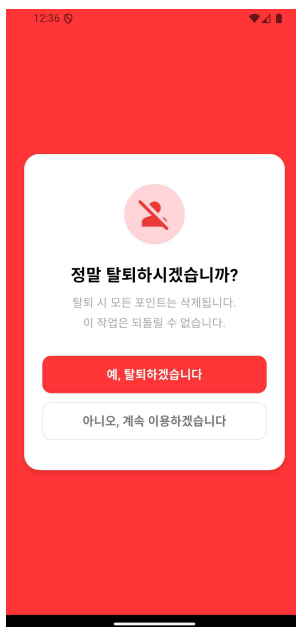 12:36
정말 탈퇴하시겠습니까?
탈퇴 시 모든 포인트는 삭제됩니다.
이 작업은 되돌릴 수 없습니다.
예, 탈퇴하겠습니다
아니오, 계속 이용하겠습니다